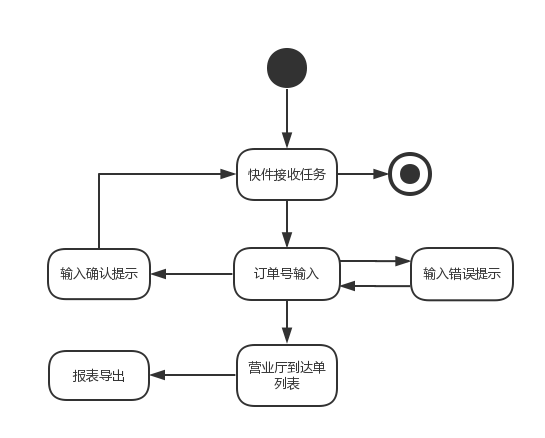 快件接收任务
输入确认提示
订单号输入
输入错误提示
报表导出
营业厅到达单
列表